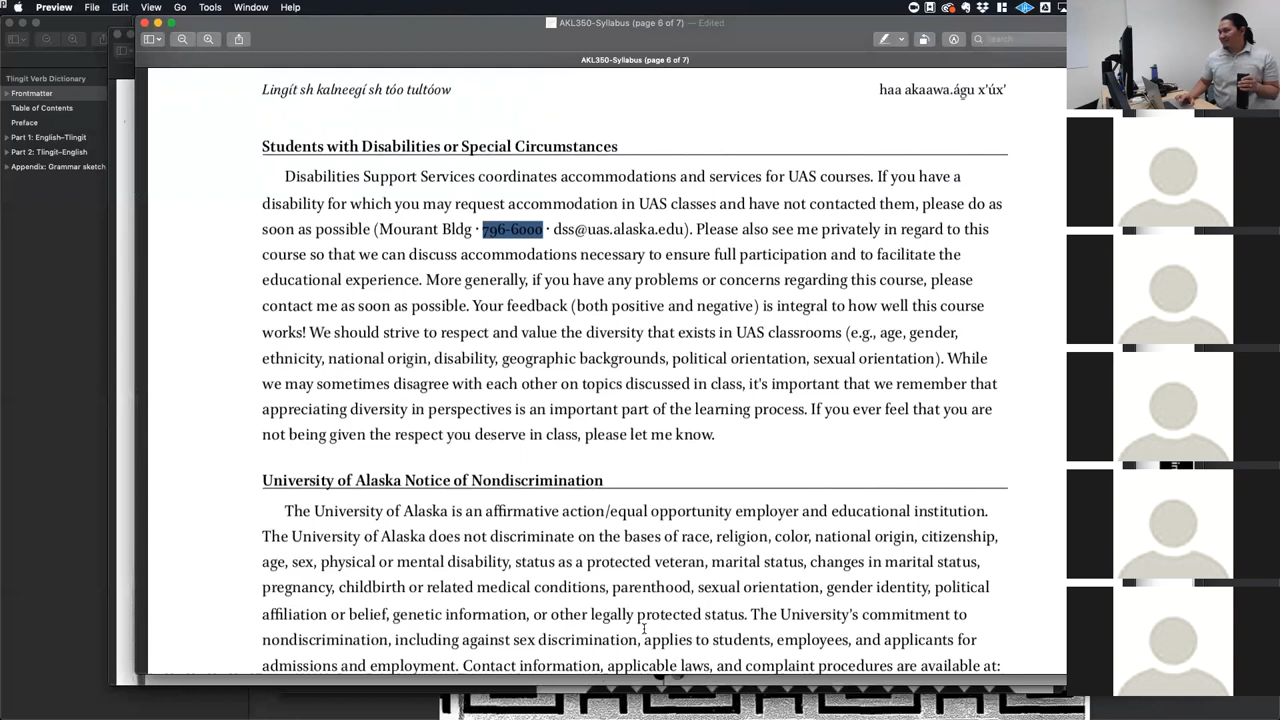 Preview File Edit View Go Tools Window Help
AKL350-Syllabus (page 6 of 7) — Edited
Search
AKL350-Syllabus (page 6 of 7)
Tlingit Verb Dictionary
Frontmatter
Table of Contents
Preface
Part 1: English–Tlingit
Part 2: Tlingit–English
Appendix: Grammar sketch
Lingít sh kalneegí sh tóo tultóow
haa akaawa.ág̲u x'úx'
Students with Disabilities or Special Circumstances
Disabilities Support Services coordinates accommodations and services for UAS courses. If you have a
disability for which you may request accommodation in UAS classes and have not contacted them, please do as
soon as possible (Mourant Bldg · 796-6000 · dss@uas.alaska.edu). Please also see me privately in regard to this
course so that we can discuss accommodations necessary to ensure full participation and to facilitate the
educational experience. More generally, if you have any problems or concerns regarding this course, please
contact me as soon as possible. Your feedback (both positive and negative) is integral to how well this course
works! We should strive to respect and value the diversity that exists in UAS classrooms (e.g., age, gender,
ethnicity, national origin, disability, geographic backgrounds, political orientation, sexual orientation). While
we may sometimes disagree with each other on topics discussed in class, it's important that we remember that
appreciating diversity in perspectives is an important part of the learning process. If you ever feel that you are
not being given the respect you deserve in class, please let me know.
University of Alaska Notice of Nondiscrimination
The University of Alaska is an affirmative action/equal opportunity employer and educational institution.
The University of Alaska does not discriminate on the bases of race, religion, color, national origin, citizenship,
age, sex, physical or mental disability, status as a protected veteran, marital status, changes in marital status,
pregnancy, childbirth or related medical conditions, parenthood, sexual orientation, gender identity, political
affiliation or belief, genetic information, or other legally protected status. The University's commitment to
nondiscrimination, including against sex discrimination, applies to students, employees, and applicants for
admissions and employment. Contact information, applicable laws, and complaint procedures are available at: